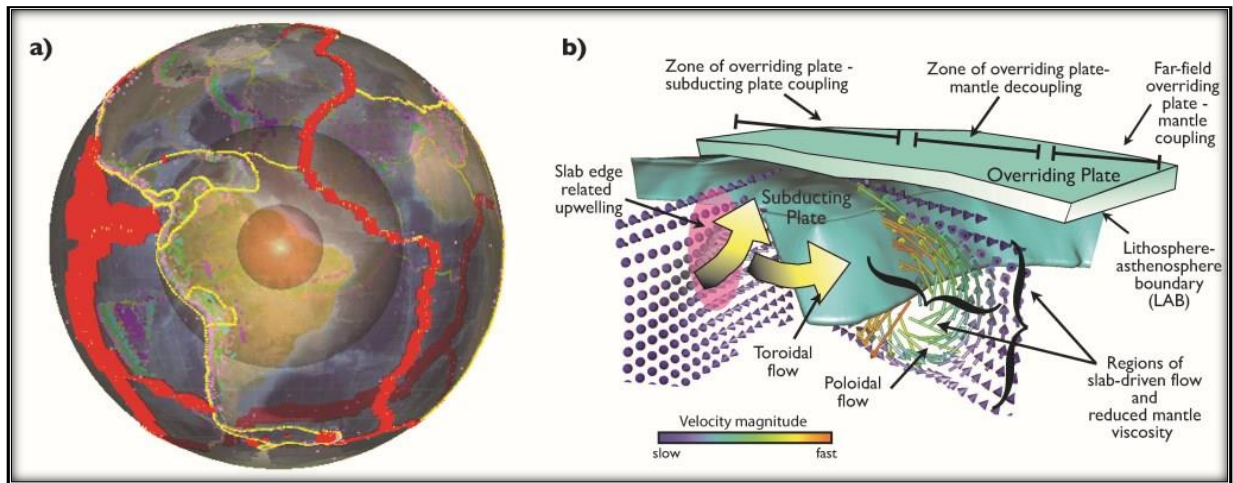 a)
b)
Zone of overriding plate -
subducting plate coupling
Zone of overriding plate-
mantle decoupling
Far-field
overriding
plate -
mantle
coupling
Slab edge
related
upwelling
Subducting
Plate
Overriding Plate
Lithosphere-
asthenosphere
boundary
(LAB)
Toroidal
flow
Poloidal
flow
Regions of
slab-driven flow
and
reduced mantle
viscosity
Velocity magnitude
slow
fast